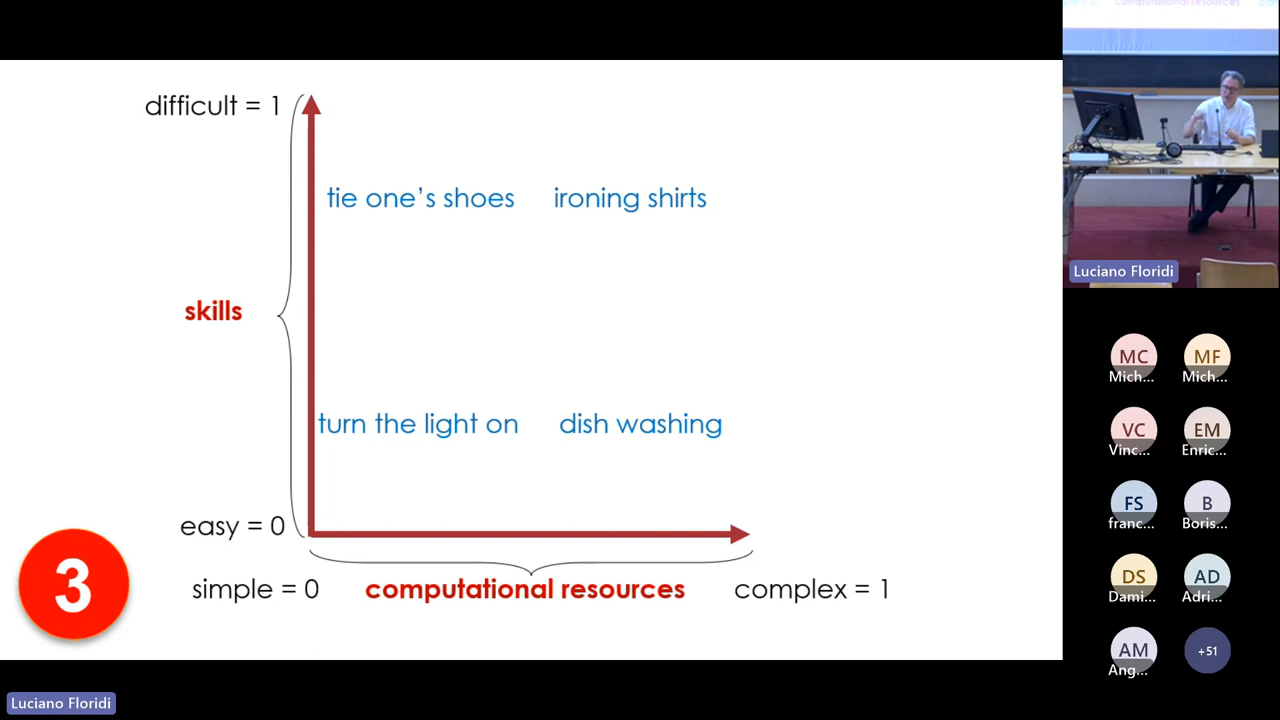 difficult = 1
tie one's shoes
ironing shirts
skills
turn the light on
dish washing
easy = 0
simple = 0
computational resources
complex = 1
3
Luciano Floridi
computational resources
Luciano Floridi
MC
Mich...
MF
Mich...
VC
Vinc...
EM
Enric...
FS
franc...
B
Boris...
DS
Dami...
AD
Adri...
AM
Ang...
+51